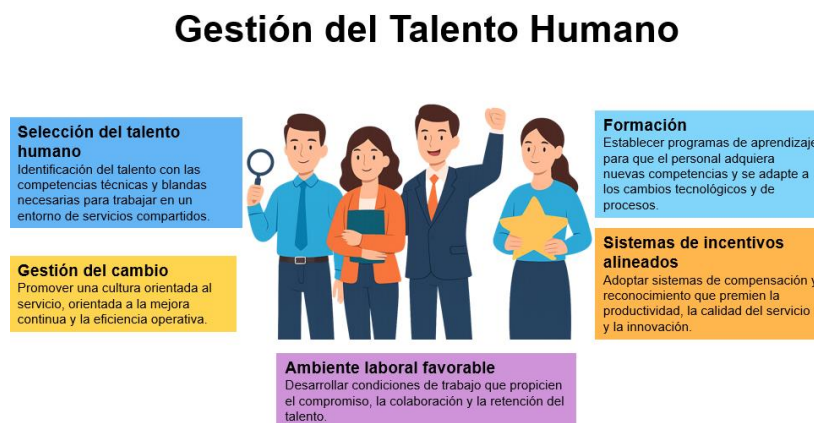 Gestión del Talento Humano
Selección del talento
humano
Identificación del talento con las
competencias técnicas y blandas
necesarias para trabajar en un
entorno de servicios compartidos.
Gestión del cambio
Promover una cultura orientada al
servicio, orientada a la mejora
continua y la eficiencia operativa.
Formación
Establecer programas de aprendizaje
para que el personal adquiera
nuevas competencias y se adapte a
los cambios tecnológicos y de
procesos.
Sistemas de incentivos
alineados
Adoptar sistemas de compensación y
reconocimiento que premien la
productividad, la calidad del servicio
y la innovación.
Ambiente laboral favorable
Desarrollar condiciones de trabajo que propicien
el compromiso, la colaboración y la retención del
talento.